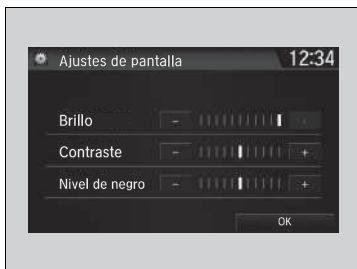 Ajustes de pantalla 12:34
Brillo - +
Contraste - +
Nivel de negro - +
OK